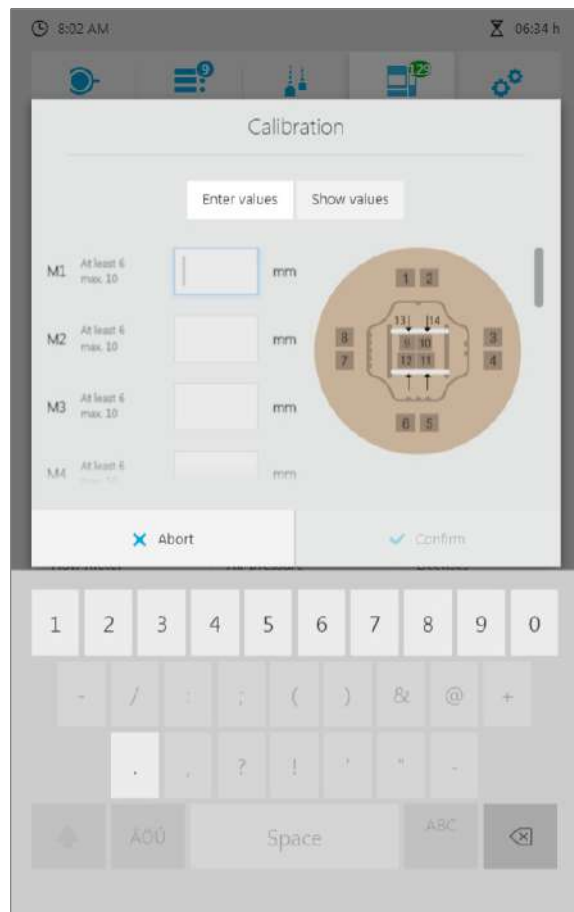 8:02 AM
06:34 h
9
129
Calibration
Enter values Show values
M1 At least 6 max. 10 mm
M2 At least 6 max. 10 mm
M3 At least 6 max. 10 mm
M4 At least 6 mm
1 2
13 14
8 9 10 3
7 12 11 4
6 5
Abort Confirm
1 2 3 4 5 6 7 8 9 0
- / : ; ( ) & @ +
. , ? ! ' " -
ÄÖÜ Space ABC